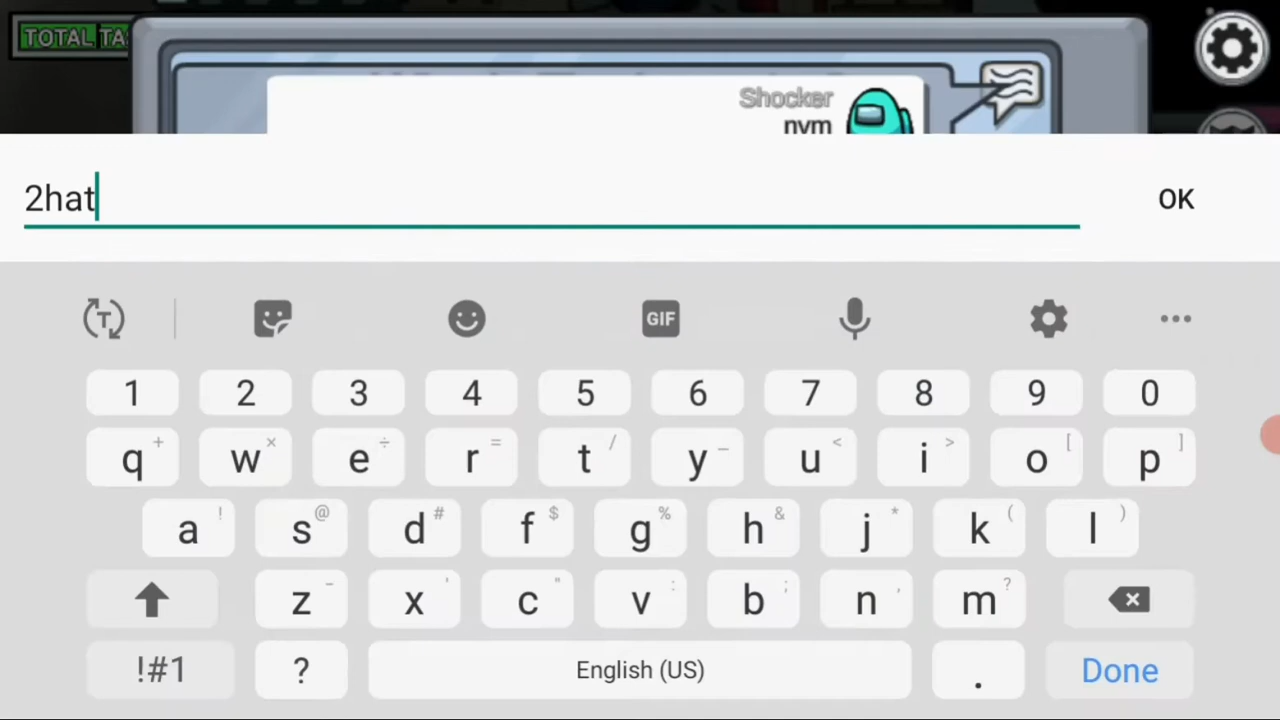 TOTAL TA
Shocker
nvm
2hat
OK
T
GIF
1 2 3 4 5 6 7 8 9 0
q + w × e ÷ r = t / y _ u < i > o [ p ]
a ! s @ d # f $ g % h & j * k ( l )
z - x ' c " v : b ; n , m ?
!#1 ? English (US) . Done